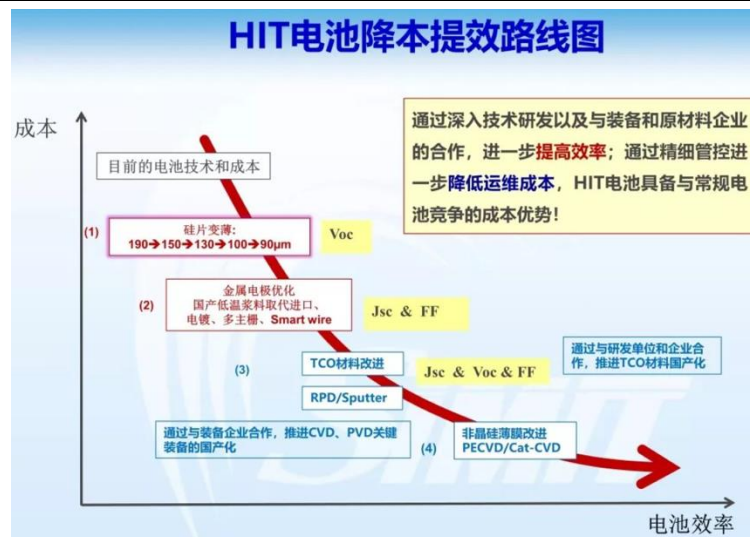 HIT电池降本提效路线图
成本
通过深入技术研发以及与装备和原材料企业
的合作，进一步提高效率；通过精细管控进
一步降低运维成本，HIT电池具备与常规电
池竞争的成本优势！
目前的电池技术和成本
(1)
硅片变薄:
190→150→130→100→90μm
Voc
(2)
金属电极优化
国产低温浆料取代进口、
电镀、多主栅、Smart wire
Jsc & FF
(3)
TCO材料改进
RPD/Sputter
Jsc & Voc & FF
通过与研发单位和企业合
作，推进TCO材料国产化
通过与装备企业合作，推进CVD、PVD关键
装备的国产化
(4)
非晶硅薄膜改进
PECVD/Cat-CVD
电池效率